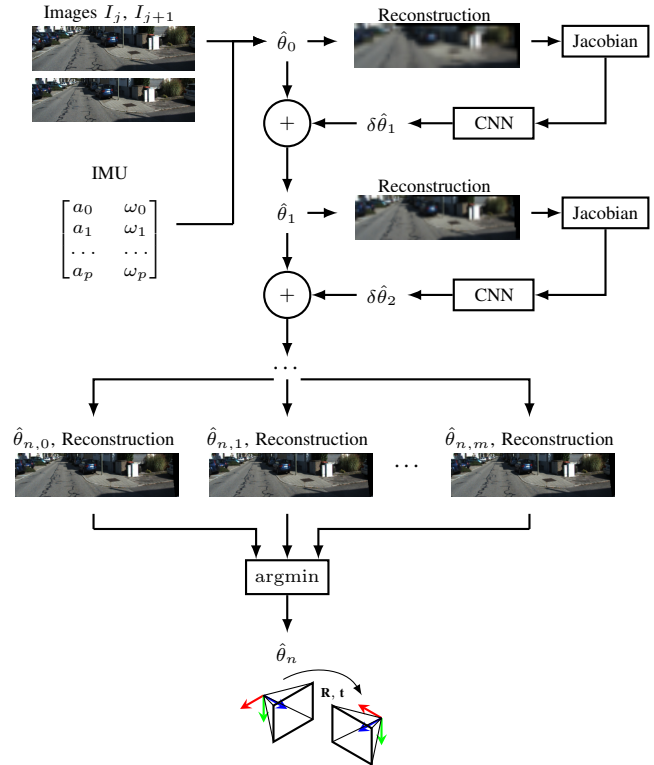 Images I_j, I_{j+1}
θ̂_0
Reconstruction
Jacobian
+
δθ̂_1
CNN
IMU
a_0 ω_0
a_1 ω_1
... ...
a_p ω_p
θ̂_1
Reconstruction
Jacobian
+
δθ̂_2
CNN
...
θ̂_{n,0}, Reconstruction
θ̂_{n,1}, Reconstruction
...
θ̂_{n,m}, Reconstruction
argmin
θ̂_n
R, t